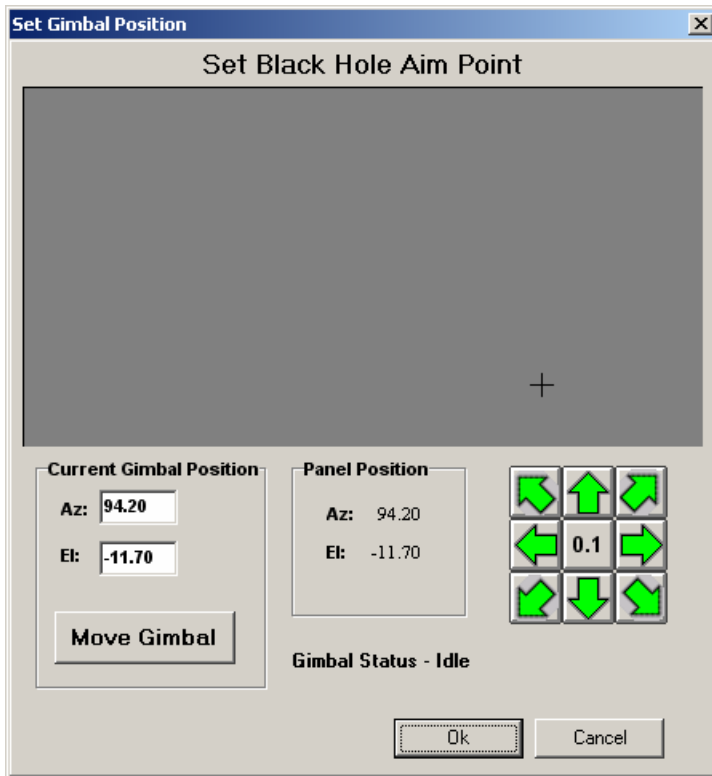 Set Gimbal Position
Set Black Hole Aim Point
Current Gimbal Position
Az: 94.20
El: -11.70
Move Gimbal
Panel Position
Az: 94.20
El: -11.70
0.1
Gimbal Status - Idle
Ok
Cancel